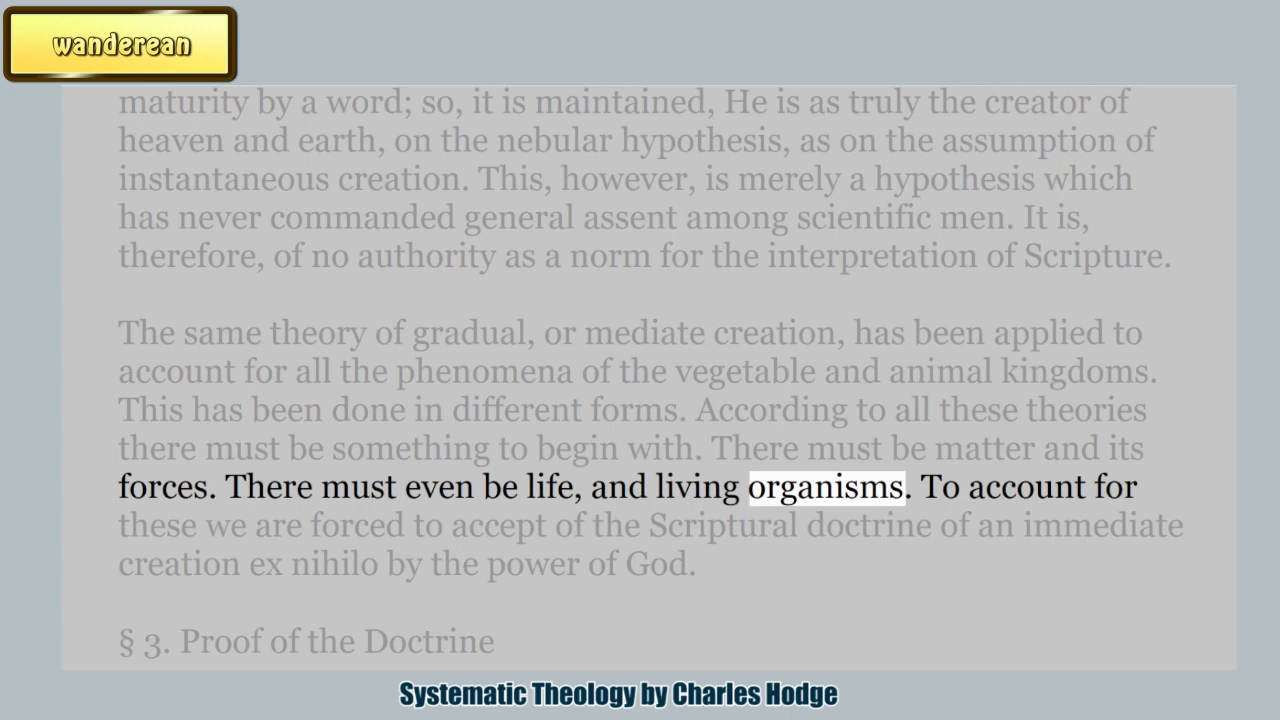 wanderean
maturity by a word; so, it is maintained, He is as truly the creator of
heaven and earth, on the nebular hypothesis, as on the assumption of
instantaneous creation. This, however, is merely a hypothesis which
has never commanded general assent among scientific men. It is,
therefore, of no authority as a norm for the interpretation of Scripture.
The same theory of gradual, or mediate creation, has been applied to
account for all the phenomena of the vegetable and animal kingdoms.
This has been done in different forms. According to all these theories
there must be something to begin with. There must be matter and its
forces. There must even be life, and living organisms. To account for
these we are forced to accept of the Scriptural doctrine of an immediate
creation ex nihilo by the power of God.
§ 3. Proof of the Doctrine
Systematic Theology by Charles Hodge